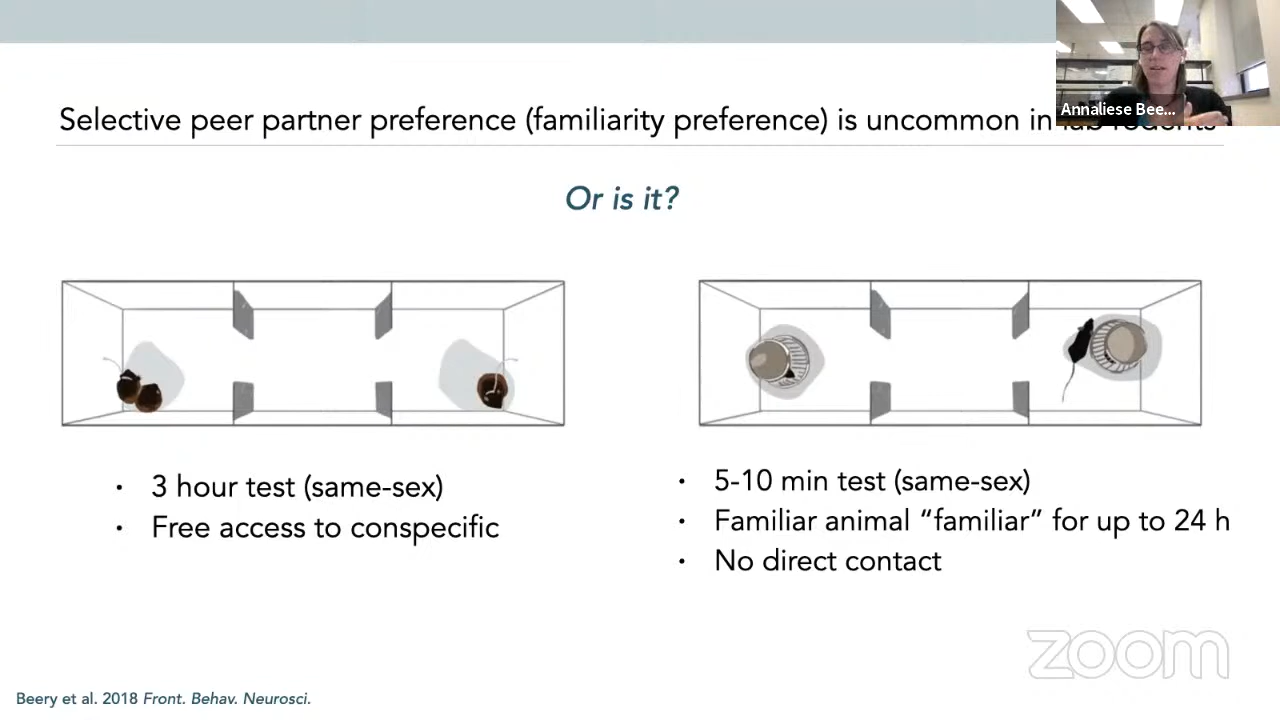 Annaliese Bee...
Selective peer partner preference (familiarity preference) is uncommon in lab rodents
Or is it?
• 3 hour test (same-sex)
• Free access to conspecific
• 5-10 min test (same-sex)
• Familiar animal “familiar” for up to 24 h
• No direct contact
zoom
Beery et al. 2018 Front. Behav. Neurosci.